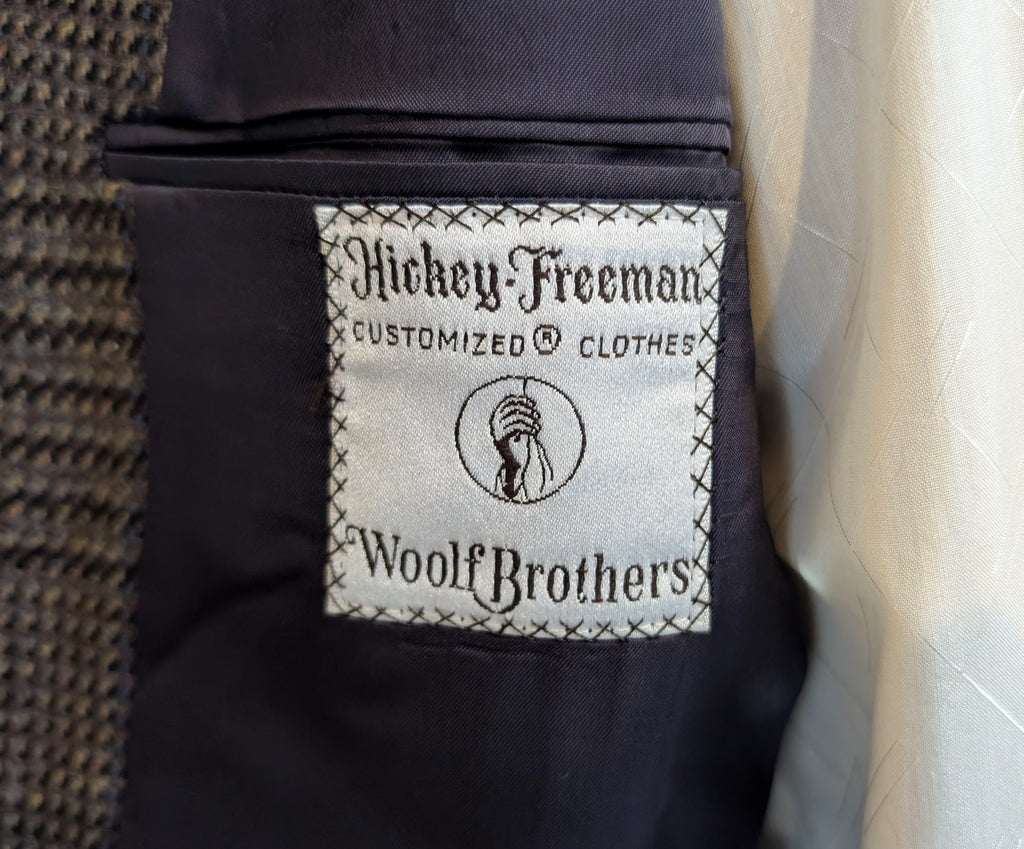 Hickey-Freeman
CUSTOMIZED ® CLOTHES
Woolf Brothers